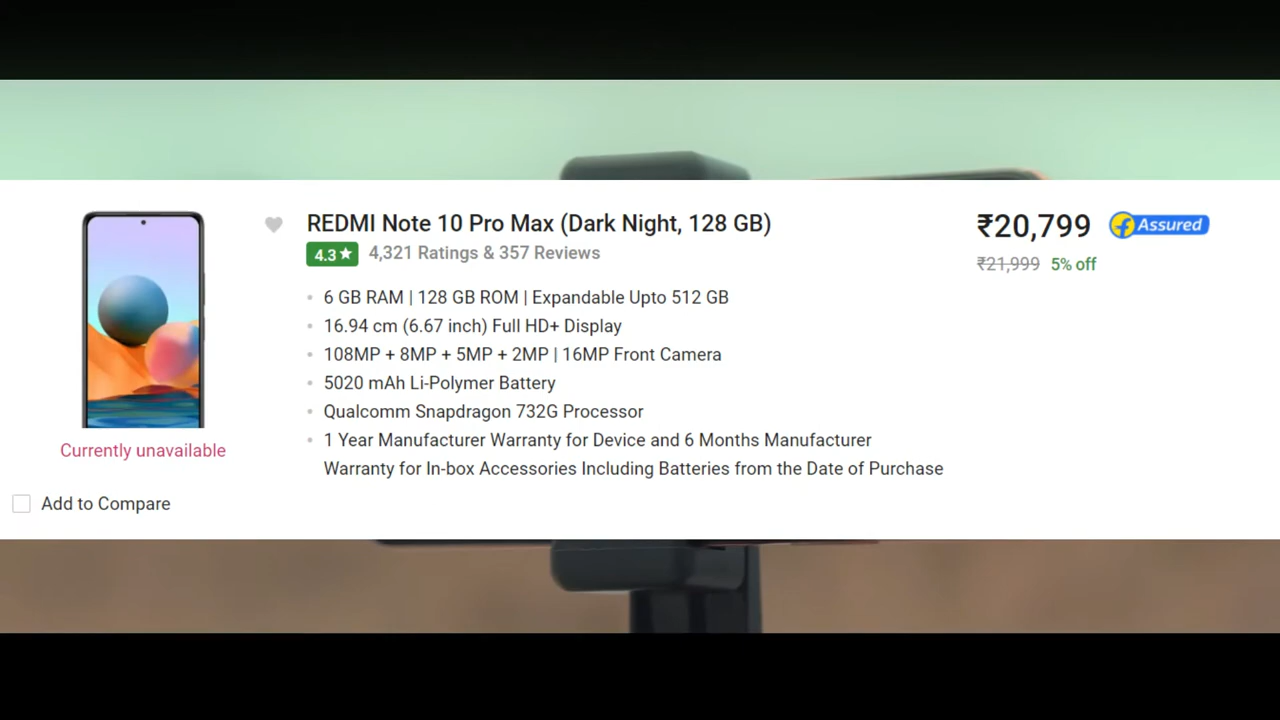 REDMI Note 10 Pro Max (Dark Night, 128 GB)
₹20,799
Assured
4.3★
4,321 Ratings & 357 Reviews
₹21,999 5% off
6 GB RAM | 128 GB ROM | Expandable Upto 512 GB
16.94 cm (6.67 inch) Full HD+ Display
108MP + 8MP + 5MP + 2MP | 16MP Front Camera
5020 mAh Li-Polymer Battery
Qualcomm Snapdragon 732G Processor
1 Year Manufacturer Warranty for Device and 6 Months Manufacturer
Warranty for In-box Accessories Including Batteries from the Date of Purchase
Currently unavailable
Add to Compare